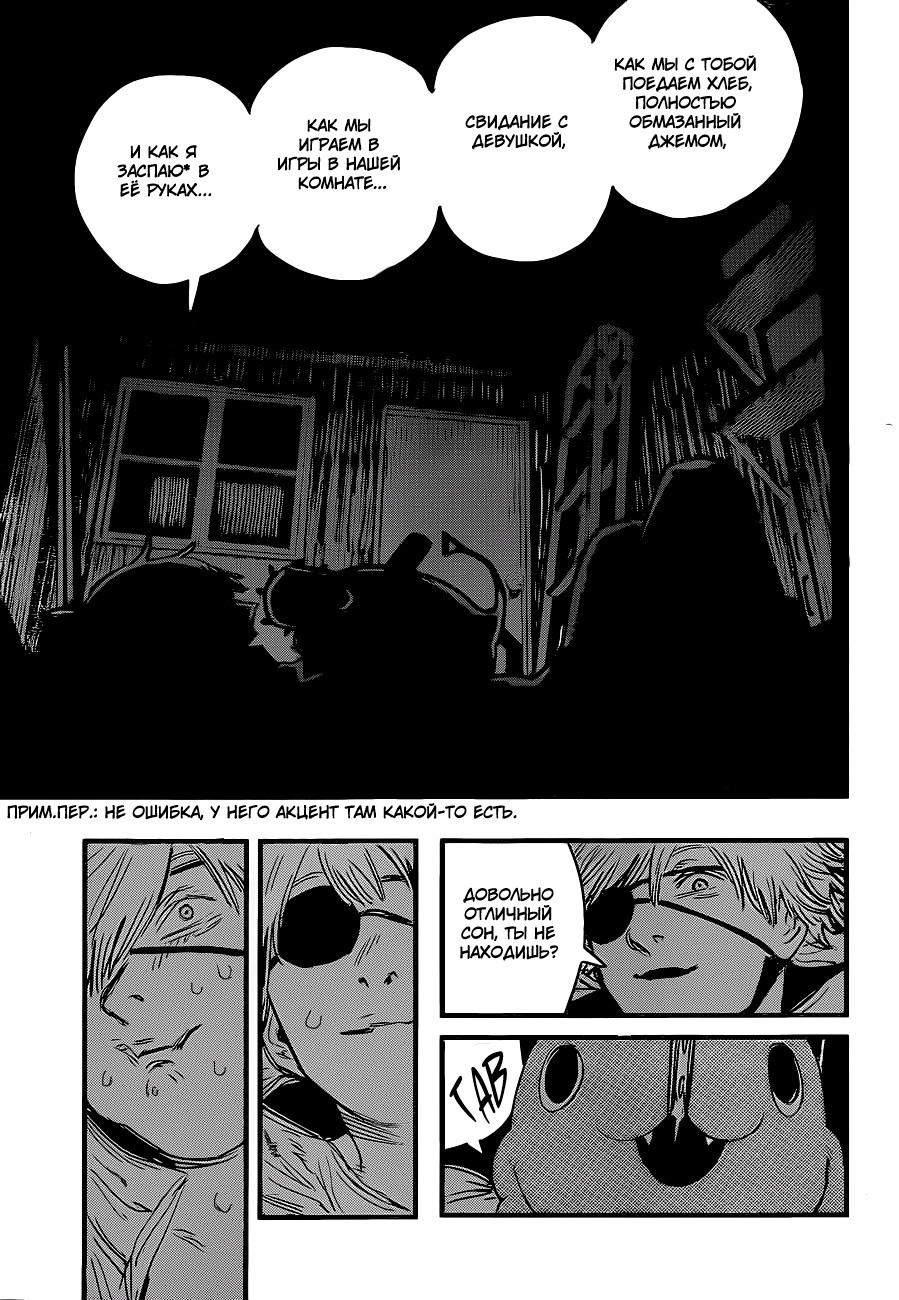 КАК МЫ С ТОБОЙ
ПОЕДАЕМ ХЛЕБ,
ПОЛНОСТЬЮ
ОБМАЗАННЫЙ
ДЖЕМОМ,
СВИДАНИЕ С
ДЕВУШКОЙ,
КАК МЫ
ИГРАЕМ В
ИГРЫ В НАШЕЙ
КОМНАТЕ...
И КАК Я
ЗАСПАЮ* В
ЕЁ РУКАХ...
ПРИМ.ПЕР.: НЕ ОШИБКА, У НЕГО АКЦЕНТ ТАМ КАКОЙ-ТО ЕСТЬ.
ДОВОЛЬНО
ОТЛИЧНЫЙ
СОН, ТЫ НЕ
НАХОДИШЬ?
ГАВ